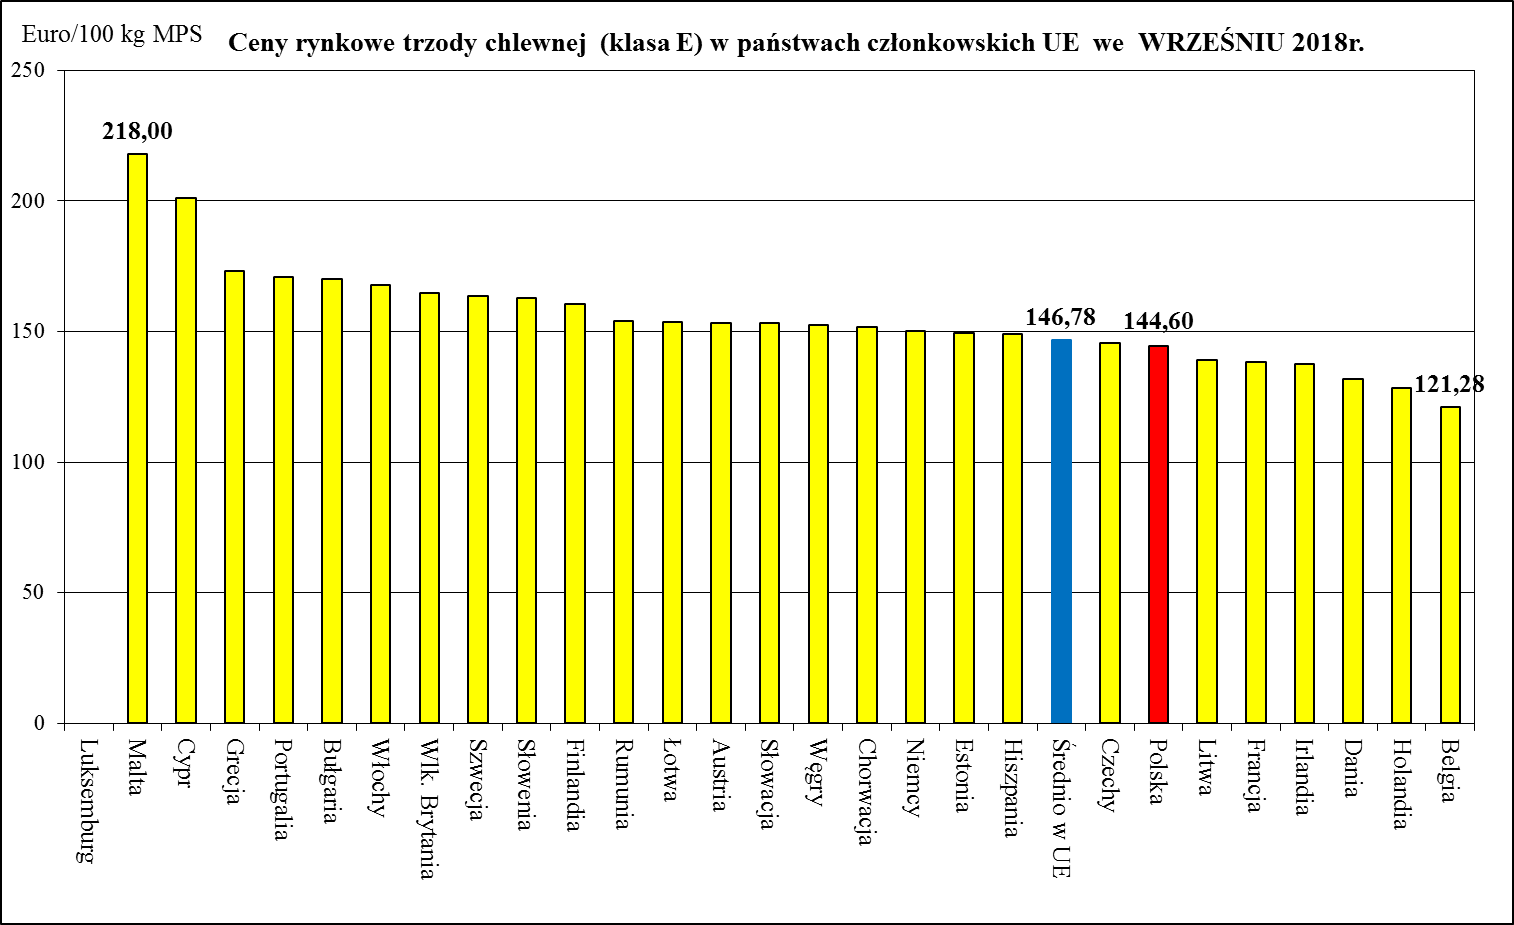 Euro/100 kg MPS
Ceny rynkowe trzody chlewnej (klasa E) w państwach członkowskich UE we WRZEŚNIU 2018r.
250
200
150
100
50
0
218,00
146,78
144,60
121,28
Luksemburg
Malta
Cypr
Grecja
Portugalia
Bułgaria
Włochy
Wlk. Brytania
Szwecja
Słowenia
Finlandia
Rumunia
Łotwa
Austria
Słowacja
Węgry
Chorwacja
Niemcy
Estonia
Hiszpania
Średnio w UE
Czechy
Polska
Litwa
Francja
Irlandia
Dania
Holandia
Belgia